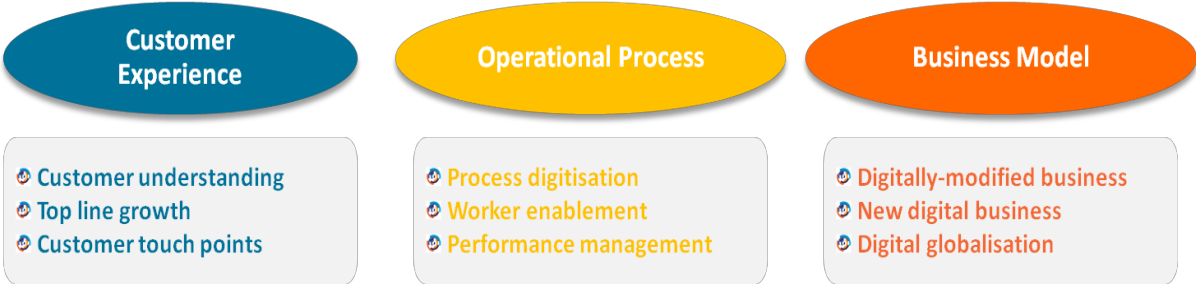 Customer
Experience
Operational Process
Business Model
Customer understanding
Top line growth
Customer touch points
Process digitisation
Worker enablement
Performance management
Digitally-modified business
New digital business
Digital globalisation